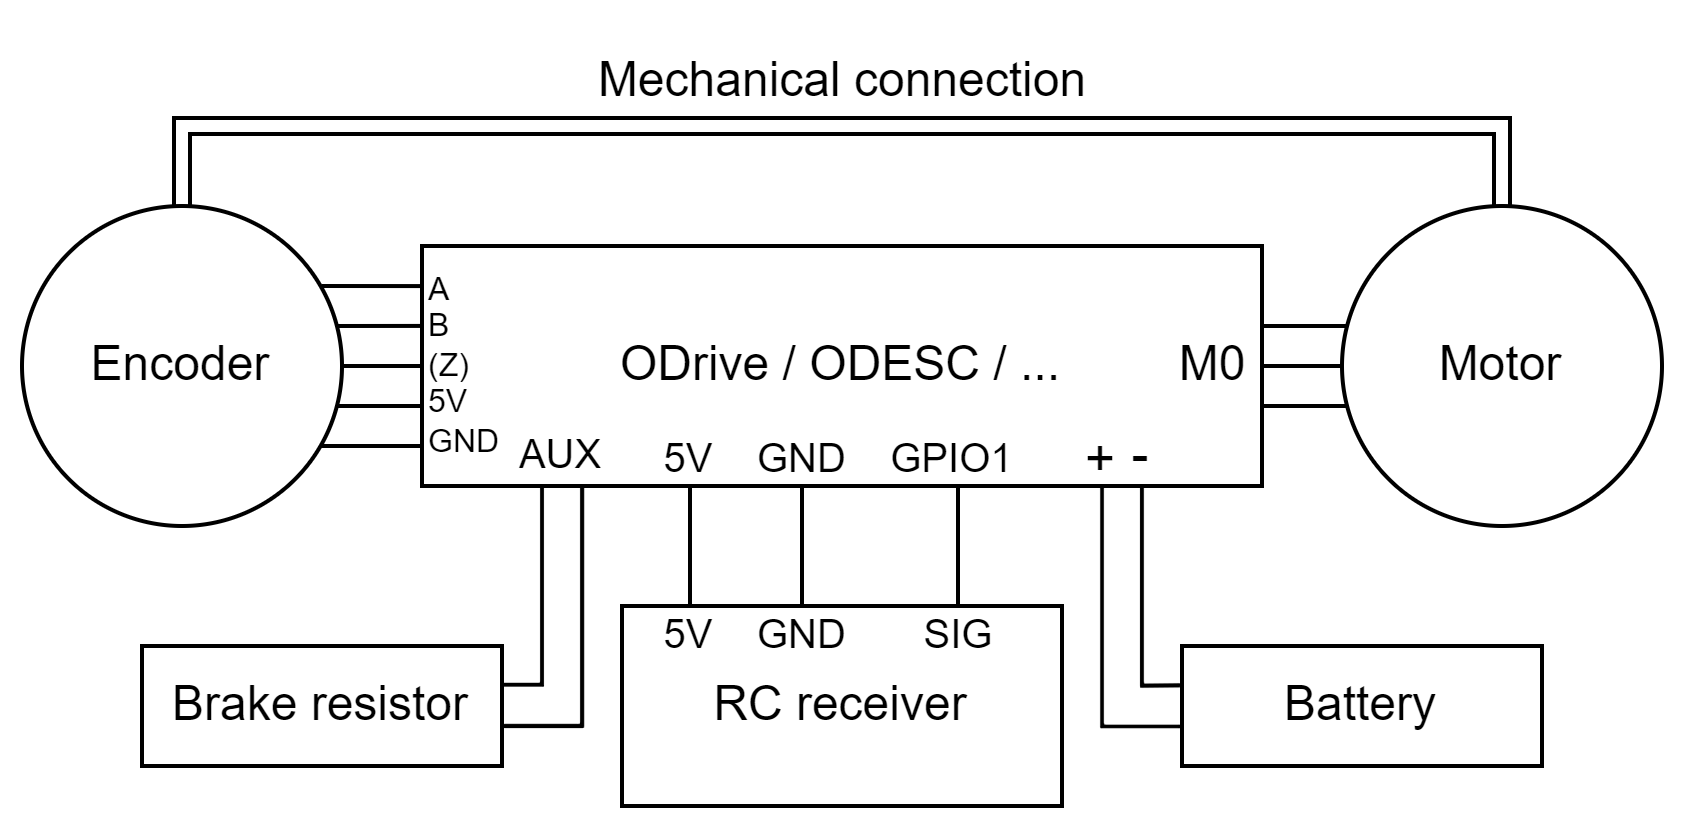 Mechanical connection
Encoder
A
B
(Z)
5V
GND
ODrive / ODESC / ...
M0
Motor
AUX
5V
GND
GPIO1
+ -
5V
GND
SIG
RC receiver
Brake resistor
Battery